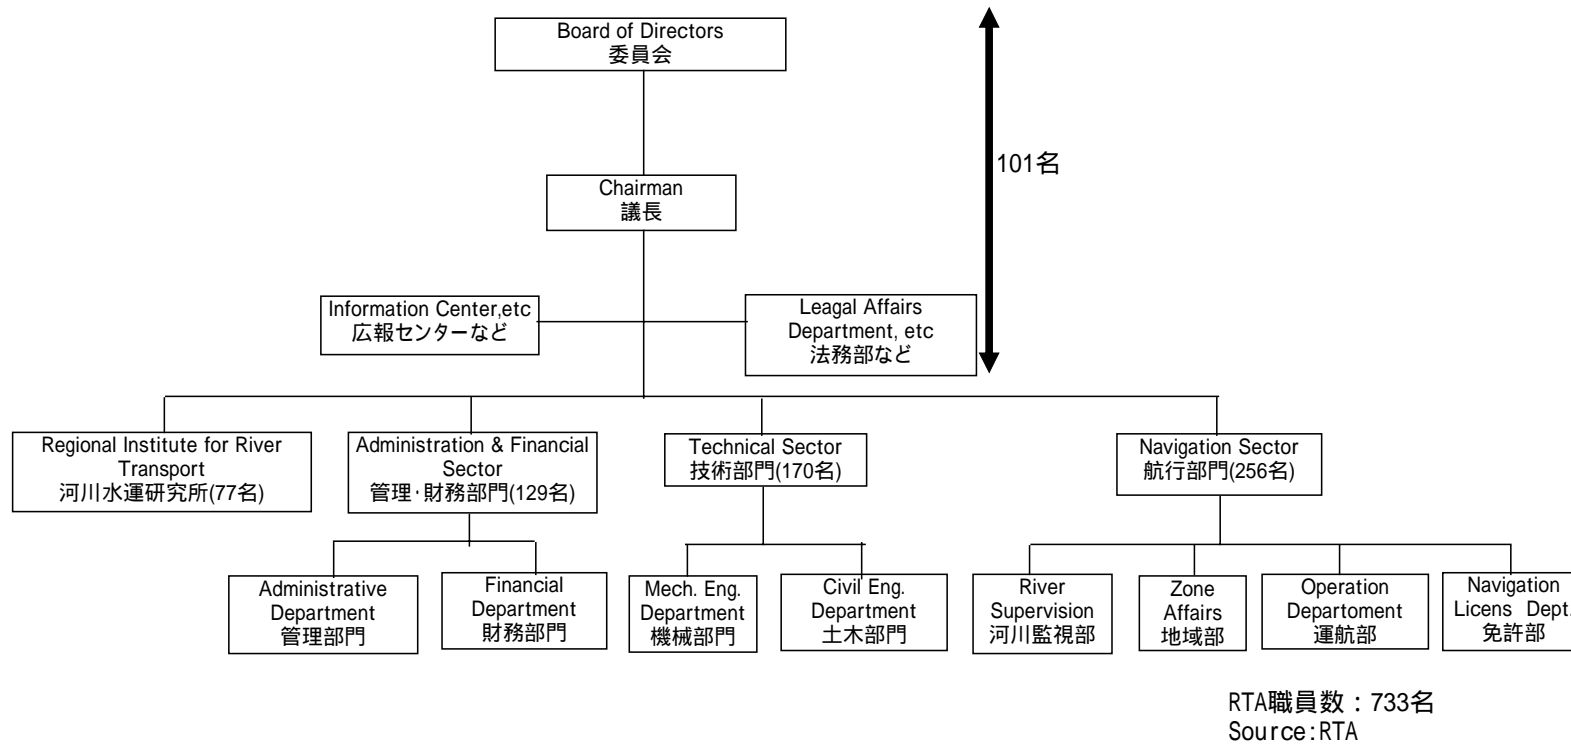 Board of Directors
委員会
101名
Chairman
議長
Information Center,etc
広報センターなど
Leagal Affairs
Department, etc
法務部など
Regional Institute for River
Transport
河川水運研究所(77名)
Administration & Financial
Sector
管理･財務部門(129名)
Technical Sector
技術部門(170名)
Navigation Sector
航行部門(256名)
Administrative
Department
管理部門
Financial
Department
財務部門
Mech. Eng.
Department
機械部門
Civil Eng.
Department
土木部門
River
Supervision
河川監視部
Zone
Affairs
地域部
Operation
Departoment
運航部
Navigation
Licens Dept.
免許部
RTA職員数：733名
Source:RTA